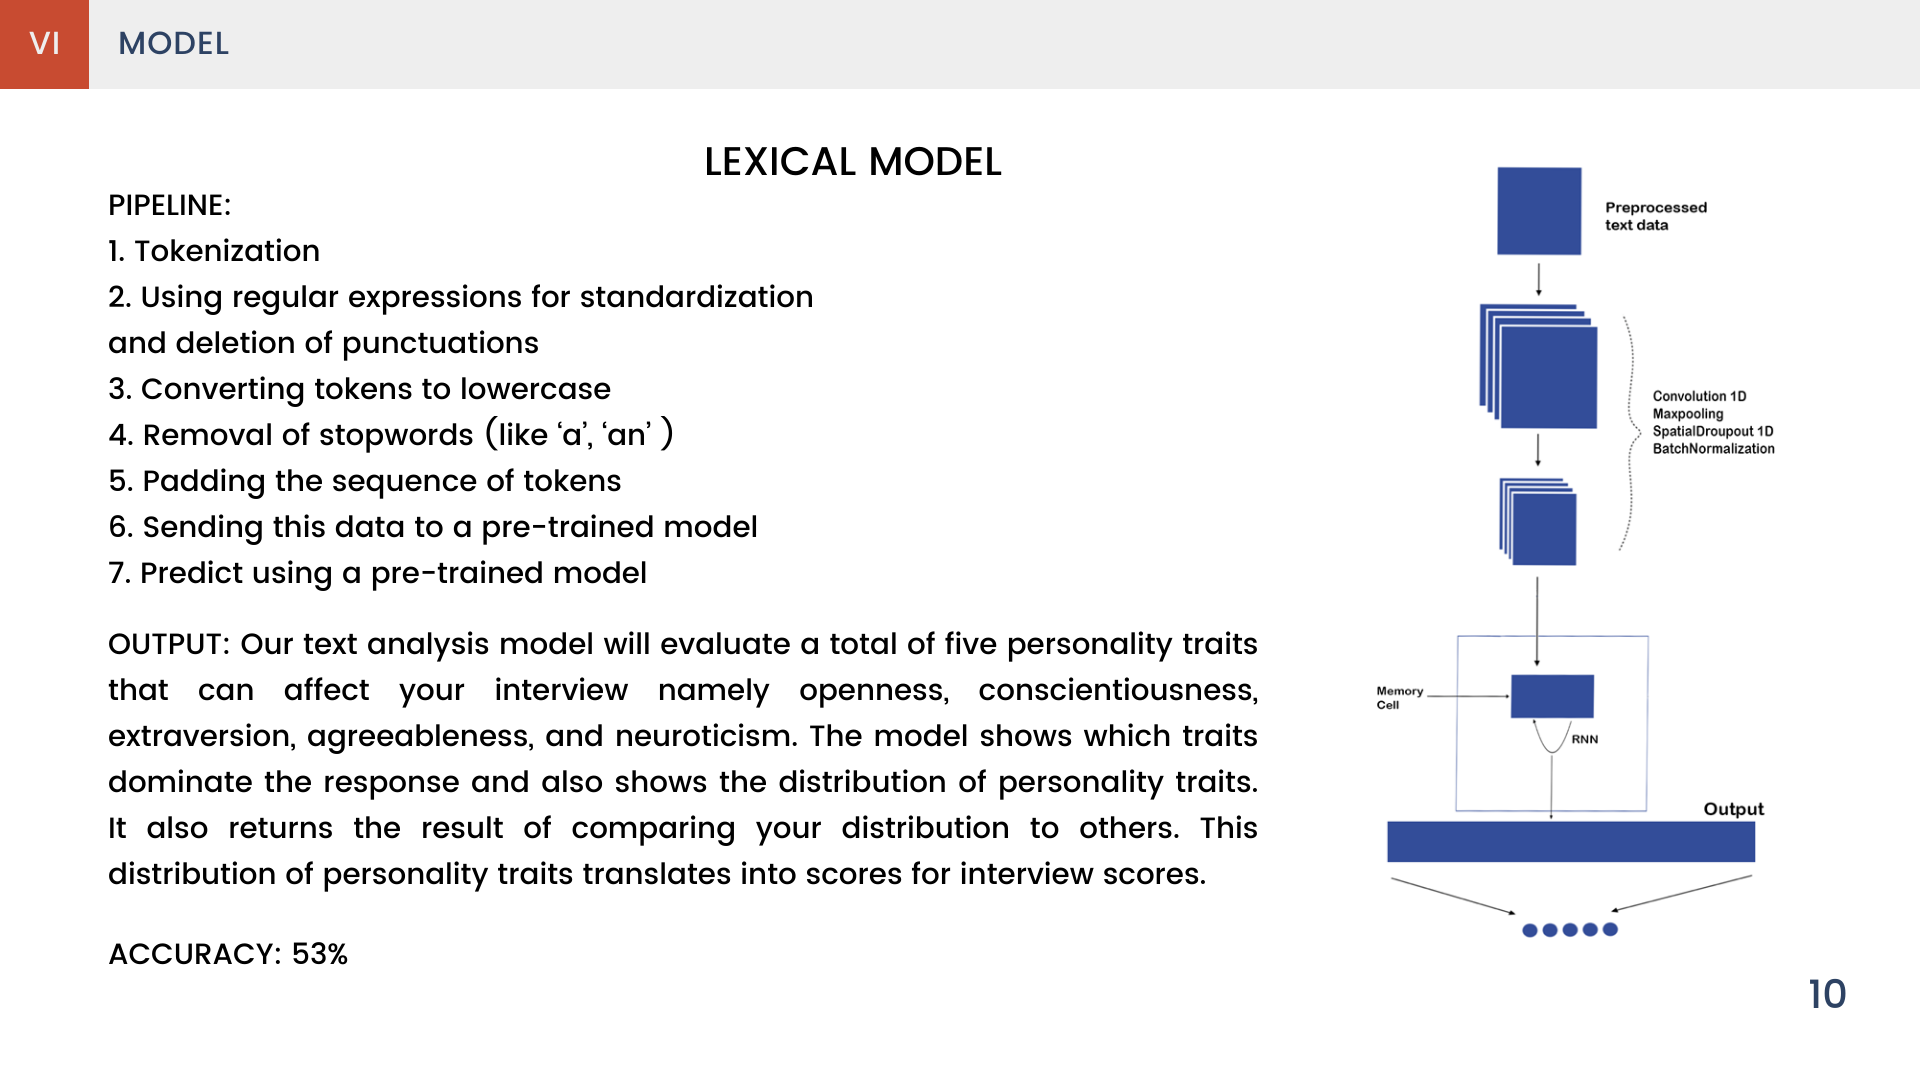 VI
MODEL
LEXICAL MODEL
PIPELINE:
1. Tokenization
2. Using regular expressions for standardization
and deletion of punctuations
3. Converting tokens to lowercase
4. Removal of stopwords (like ‘a’, ‘an’ )
5. Padding the sequence of tokens
6. Sending this data to a pre-trained model
7. Predict using a pre-trained model
OUTPUT: Our text analysis model will evaluate a total of five personality traits
that can affect your interview namely openness, conscientiousness,
extraversion, agreeableness, and neuroticism. The model shows which traits
dominate the response and also shows the distribution of personality traits.
It also returns the result of comparing your distribution to others. This
distribution of personality traits translates into scores for interview scores.
ACCURACY: 53%
Preprocessed
text data
Convolution 1D
Maxpooling
SpatialDroupout 1D
BatchNormalization
Memory
Cell
RNN
Output
10